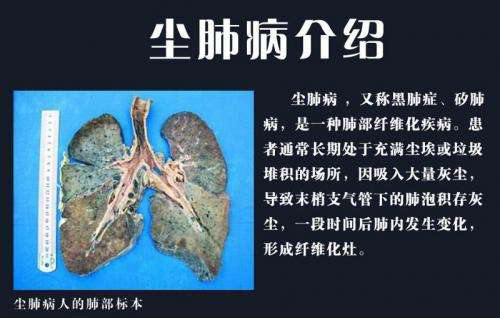 尘肺病介绍
尘肺病 ，又称黑肺症、矽肺
病，是一种肺部纤维化疾病。患
者通常长期处于充满尘埃或垃圾
堆积的场所，因吸入大量灰尘，
导致末梢支气管下的肺泡积存灰
尘，一段时间后肺内发生变化，
形成纤维化灶。
尘肺病人的肺部标本